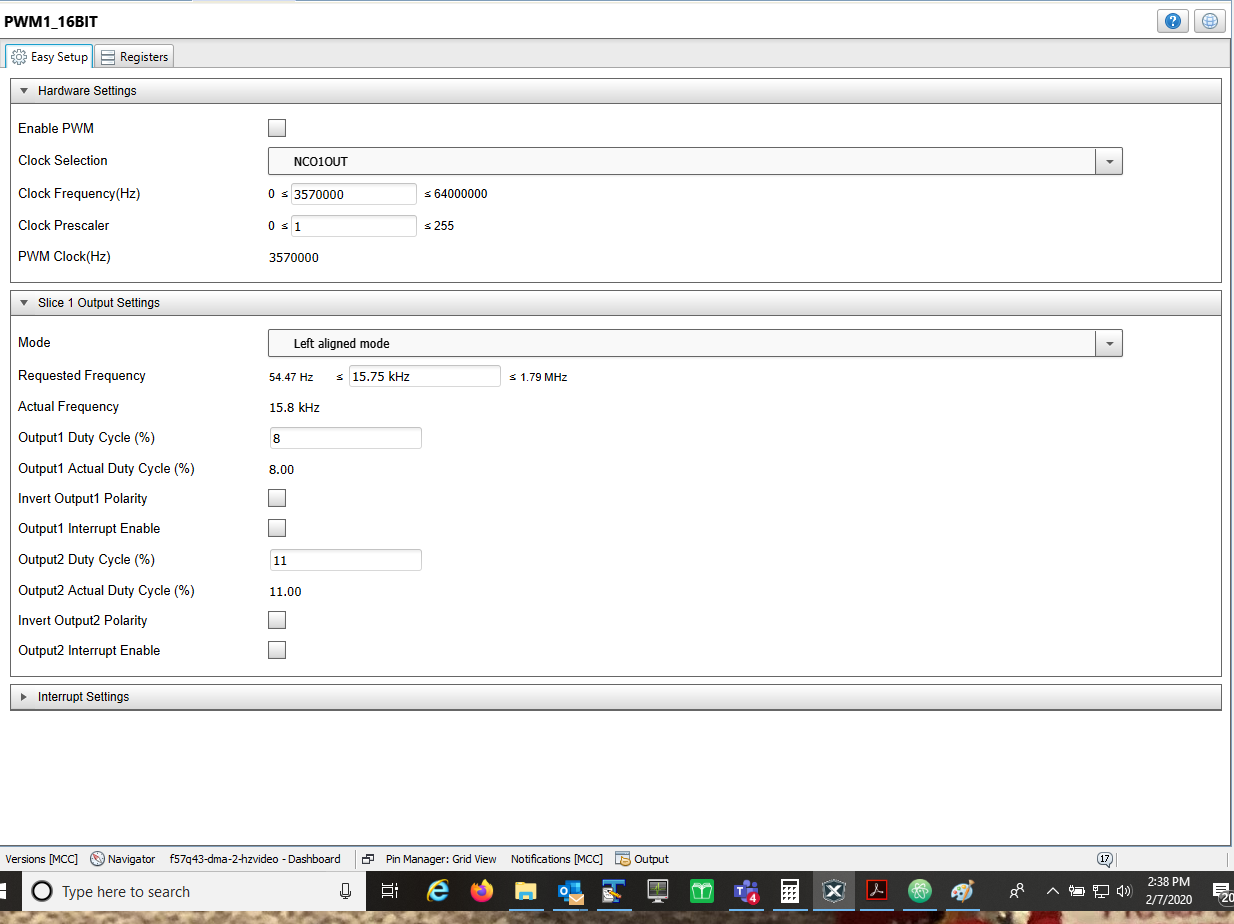 PWM1_16BIT
Easy Setup Registers
Hardware Settings
Enable PWM
Clock Selection NCO1OUT
Clock Frequency(Hz) 0 ≤ 3570000 ≤ 64000000
Clock Prescaler 0 ≤ 1 ≤ 255
PWM Clock(Hz) 3570000
Slice 1 Output Settings
Mode Left aligned mode
Requested Frequency 54.47 Hz ≤ 15.75 kHz ≤ 1.79 MHz
Actual Frequency 15.8 kHz
Output1 Duty Cycle (%) 8
Output1 Actual Duty Cycle (%) 8.00
Invert Output1 Polarity
Output1 Interrupt Enable
Output2 Duty Cycle (%) 11
Output2 Actual Duty Cycle (%) 11.00
Invert Output2 Polarity
Output2 Interrupt Enable
Interrupt Settings
Versions [MCC] Navigator f57q43-dma-2-hzvideo - Dashboard Pin Manager: Grid View Notifications [MCC] Output 17
Type here to search 4 2:38 PM 20
2/7/2020